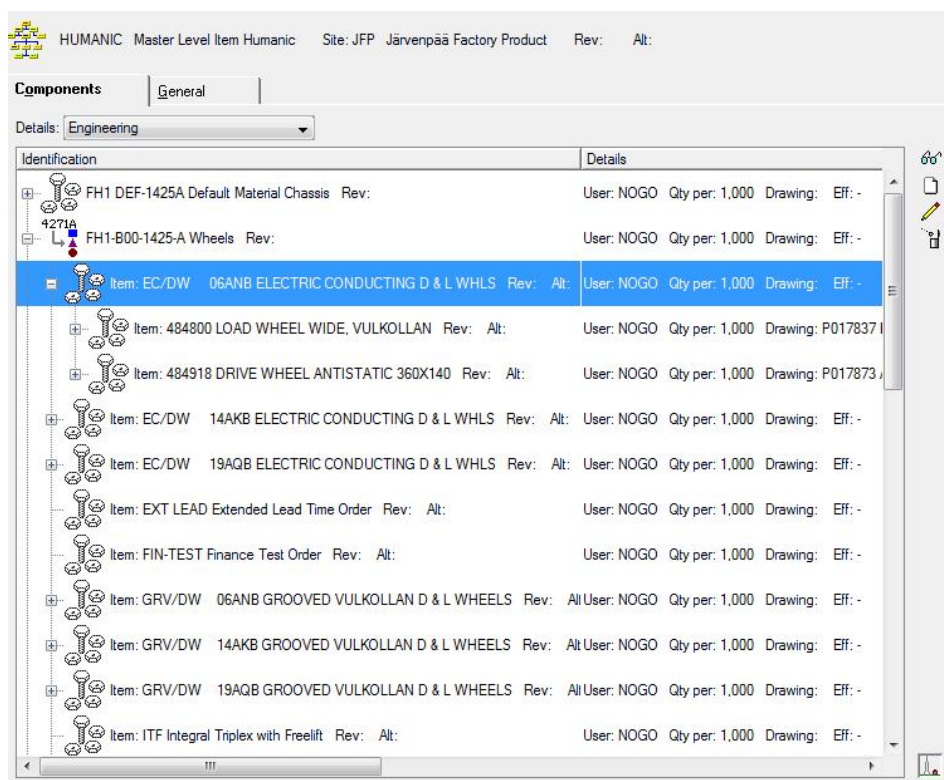 HUMANIC Master Level Item Humanic Site: JFP Järvenpää Factory Product Rev: Alt:
Components General
Details: Engineering
Identification Details
FH1 DEF-1425A Default Material Chassis Rev: User: NOGO Qty per: 1,000 Drawing: Eff: -
4271A
FH1-B00-1425-A Wheels Rev: User: NOGO Qty per: 1,000 Drawing: Eff: -
Item: EC/DW 06ANB ELECTRIC CONDUCTING D & L WHLS Rev: Alt: User: NOGO Qty per: 1,000 Drawing: Eff: -
Item: 484800 LOAD WHEEL WIDE, VULKOLLAN Rev: Alt: User: NOGO Qty per: 1,000 Drawing: P017837
Item: 484918 DRIVE WHEEL ANTISTATIC 360X140 Rev: Alt: User: NOGO Qty per: 1,000 Drawing: P017873
Item: EC/DW 14AKB ELECTRIC CONDUCTING D & L WHLS Rev: Alt: User: NOGO Qty per: 1,000 Drawing: Eff: -
Item: EC/DW 19AQB ELECTRIC CONDUCTING D & L WHLS Rev: Alt: User: NOGO Qty per: 1,000 Drawing: Eff: -
Item: EXT LEAD Extended Lead Time Order Rev: Alt: User: NOGO Qty per: 1,000 Drawing: Eff: -
Item: FIN-TEST Finance Test Order Rev: Alt: User: NOGO Qty per: 1,000 Drawing: Eff: -
Item: GRV/DW 06ANB GROOVED VULKOLLAN D & L WHEELS Rev: Al User: NOGO Qty per: 1,000 Drawing: Eff: -
Item: GRV/DW 14AKB GROOVED VULKOLLAN D & L WHEELS Rev: Alt User: NOGO Qty per: 1,000 Drawing: Eff: -
Item: GRV/DW 19AQB GROOVED VULKOLLAN D & L WHEELS Rev: Al User: NOGO Qty per: 1,000 Drawing: Eff: -
Item: ITF Integral Triplex with Freelift Rev: Alt: User: NOGO Qty per: 1,000 Drawing: Eff: -